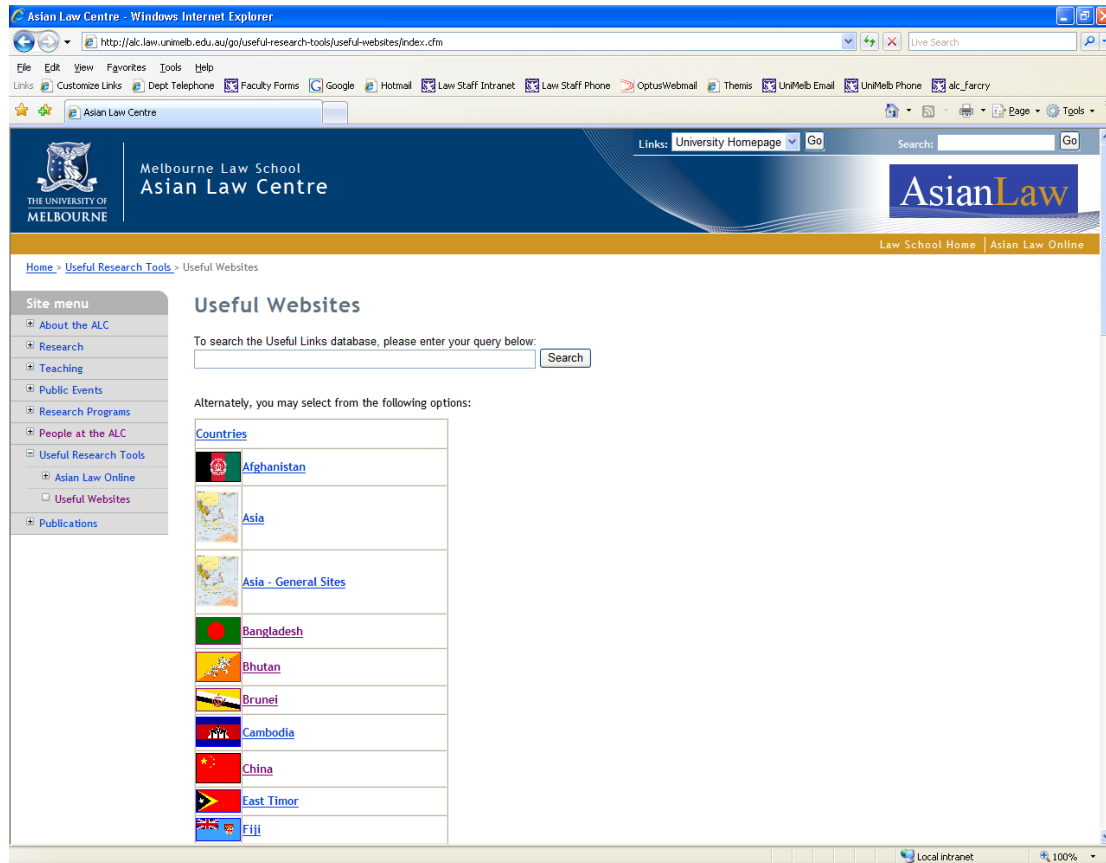 Asian Law Centre - Windows Internet Explorer
http://alc.law.unimelb.edu.au/go/useful-research-tools/useful-websites/index.cfm
Live Search
File Edit View Favorites Tools Help
Links Customize Links Dept Telephone Faculty Forms Google Hotmail Law Staff Intranet Law Staff Phone OptusWebmail Themis UniMelb Email UniMelb Phone alc_farcry
Asian Law Centre
Page Tools
Links: University Homepage Go Search: Go
THE UNIVERSITY OF
MELBOURNE
Melbourne Law School
Asian Law Centre
AsianLaw
Law School Home | Asian Law Online
Home > Useful Research Tools > Useful Websites
Site menu
About the ALC
Research
Teaching
Public Events
Research Programs
People at the ALC
Useful Research Tools
Asian Law Online
Useful Websites
Publications
Useful Websites
To search the Useful Links database, please enter your query below:
Search
Alternately, you may select from the following options:
Countries
Afghanistan
Asia
Asia - General Sites
Bangladesh
Bhutan
Brunei
Cambodia
China
East Timor
Fiji
Local intranet
100%